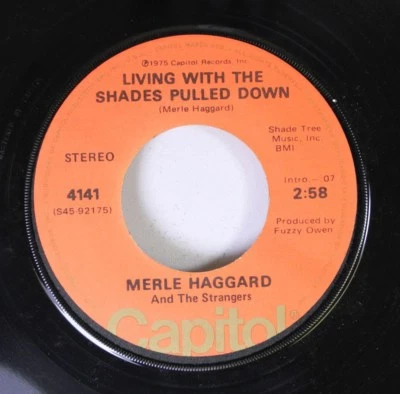 ℗1975 Capitol Records, Inc.
LIVING WITH THE
SHADES PULLED DOWN
(Merle Haggard)
STEREO
4141
(S45-92175)
Shade Tree
Music, Inc.
BMI
Intro - :07
2:58
Produced by
Fuzzy Owen
MERLE HAGGARD
And The Strangers
Capitol®